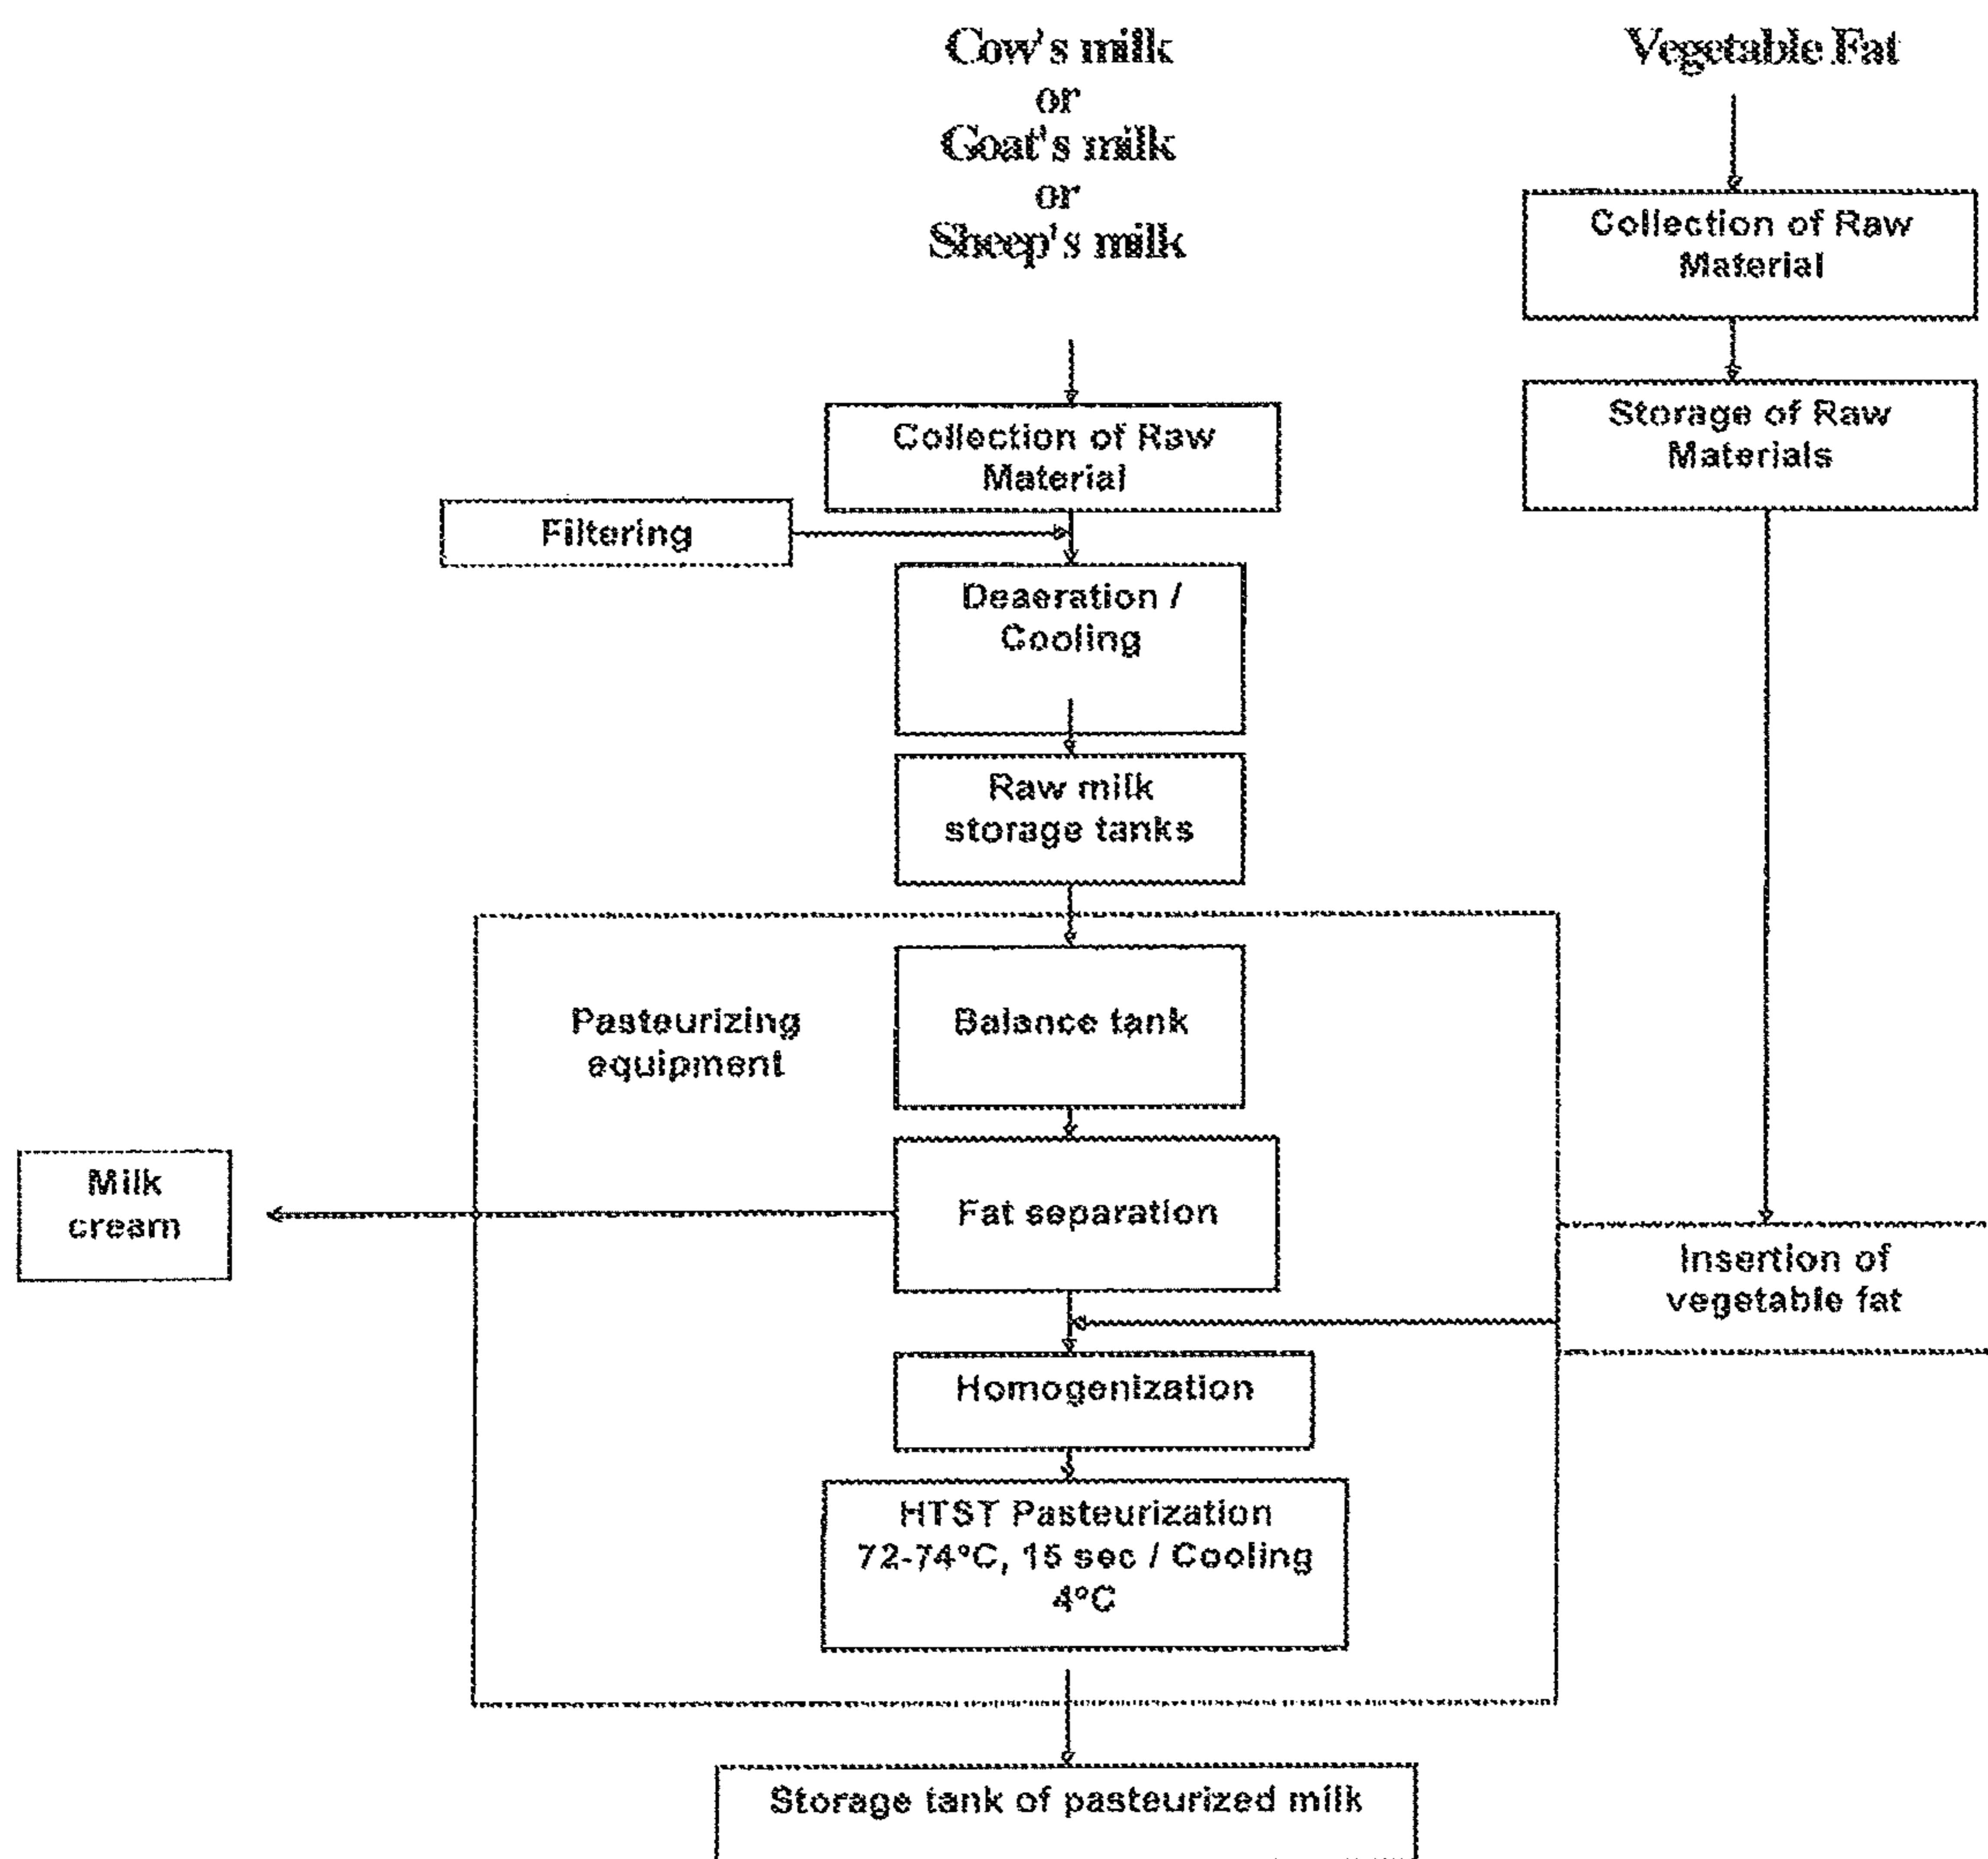 Cow's milk
or
Goat's milk
or
Sheep's milk
Vegetable Fat
Collection of Raw
Material
Storage of Raw
Materials
Collection of Raw
Material
Filtering
Deaeration /
Cooling
Raw milk
storage tanks
Pasteurizing
equipment
Balance tank
Milk
cream
Fat separation
Insertion of
vegetable fat
Homogenization
HTST Pasteurization
72-74°C, 15 sec / Cooling
4°C
Storage tank of pasteurized milk